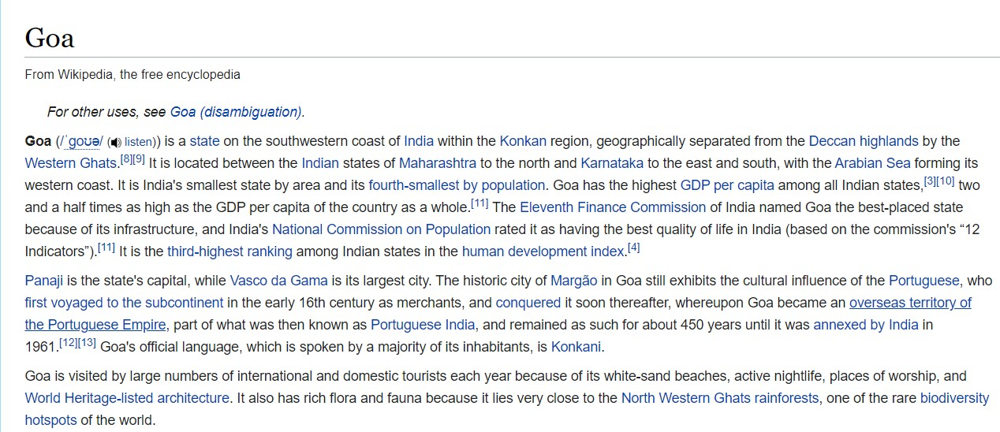 Goa
From Wikipedia, the free encyclopedia
For other uses, see Goa (disambiguation).
Goa (/ˈɡoʊə/ (listen)) is a state on the southwestern coast of India within the Konkan region, geographically separated from the Deccan highlands by the
Western Ghats.[8][9] It is located between the Indian states of Maharashtra to the north and Karnataka to the east and south, with the Arabian Sea forming its
western coast. It is India's smallest state by area and its fourth-smallest by population. Goa has the highest GDP per capita among all Indian states,[3][10] two
and a half times as high as the GDP per capita of the country as a whole.[11] The Eleventh Finance Commission of India named Goa the best-placed state
because of its infrastructure, and India's National Commission on Population rated it as having the best quality of life in India (based on the commission's “12
Indicators”).[11] It is the third-highest ranking among Indian states in the human development index.[4]
Panaji is the state's capital, while Vasco da Gama is its largest city. The historic city of Margão in Goa still exhibits the cultural influence of the Portuguese, who
first voyaged to the subcontinent in the early 16th century as merchants, and conquered it soon thereafter, whereupon Goa became an overseas territory of
the Portuguese Empire, part of what was then known as Portuguese India, and remained as such for about 450 years until it was annexed by India in
1961.[12][13] Goa's official language, which is spoken by a majority of its inhabitants, is Konkani.
Goa is visited by large numbers of international and domestic tourists each year because of its white-sand beaches, active nightlife, places of worship, and
World Heritage-listed architecture. It also has rich flora and fauna because it lies very close to the North Western Ghats rainforests, one of the rare biodiversity
hotspots of the world.